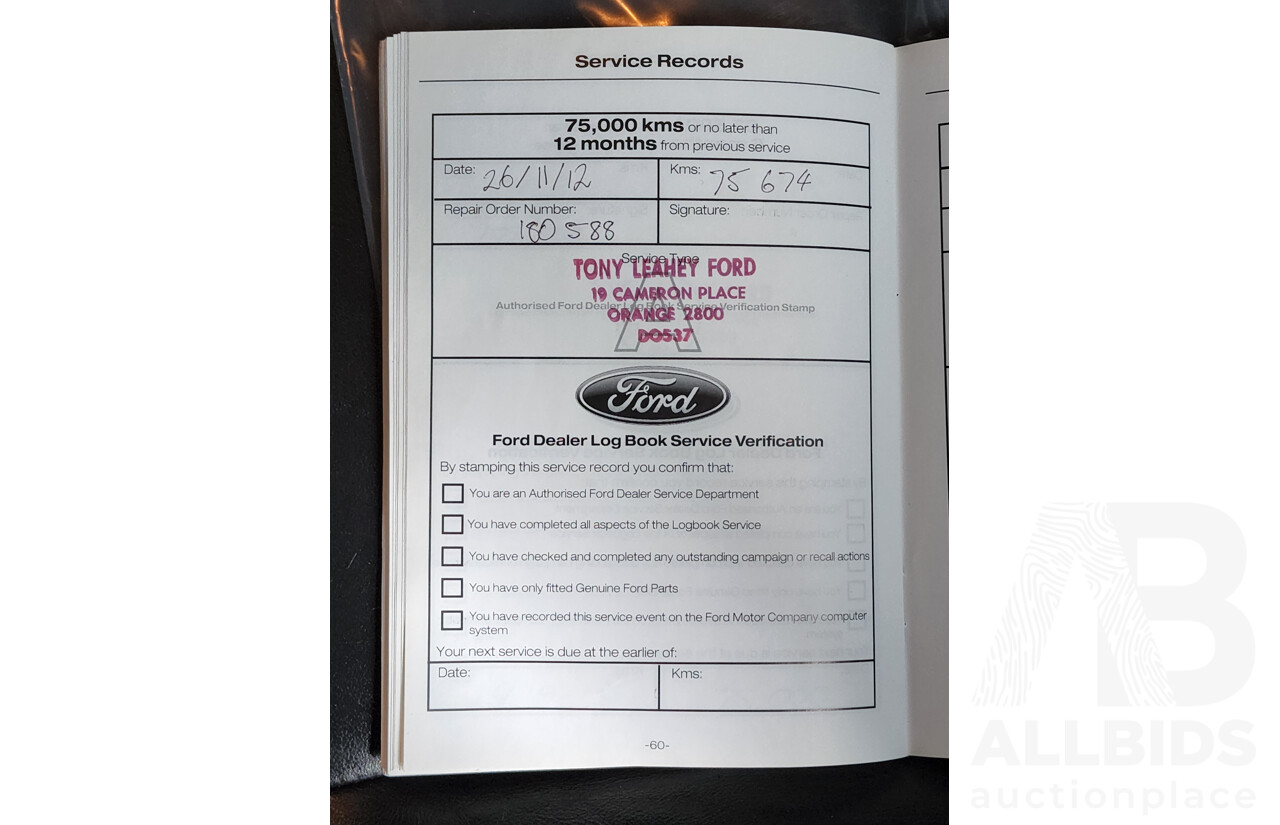 Service Records
75,000 kms or no later than
12 months from previous service
Date: 26/11/12 Kms: 75 674
Repair Order Number: 180 588 Signature:
Service Type
TONY LEAHEY FORD
19 CAMERON PLACE
Authorised Ford Dealer Log Book Service Verification Stamp
ORANGE 2800
A
DO537
Ford
Ford Dealer Log Book Service Verification
By stamping this service record you confirm that:
You are an Authorised Ford Dealer Service Department
You have completed all aspects of the Logbook Service
You have checked and completed any outstanding campaign or recall actions
You have only fitted Genuine Ford Parts
You have recorded this service event on the Ford Motor Company computer
system
Your next service is due at the earlier of:
Date: Kms:
-60-
AB
ALLBIDS
auctionplace